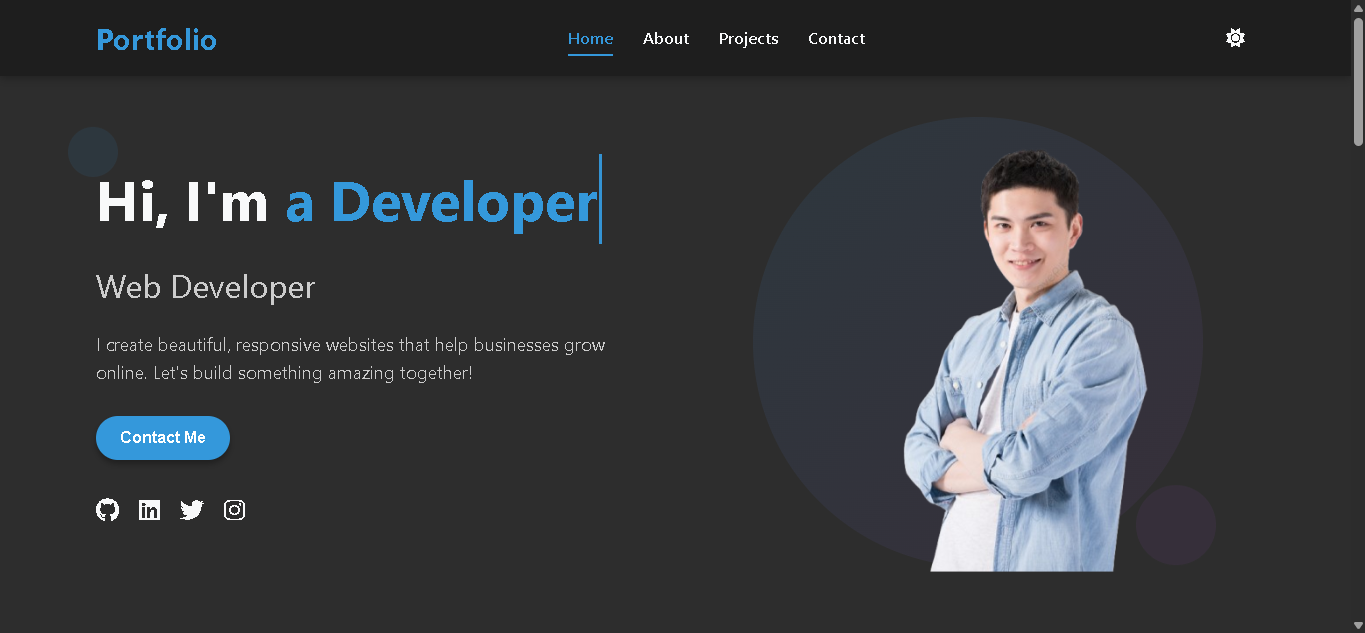 Portfolio
Home About Projects Contact
Hi, I'm a Developer
Web Developer
I create beautiful, responsive websites that help businesses grow
online. Let's build something amazing together!
Contact Me